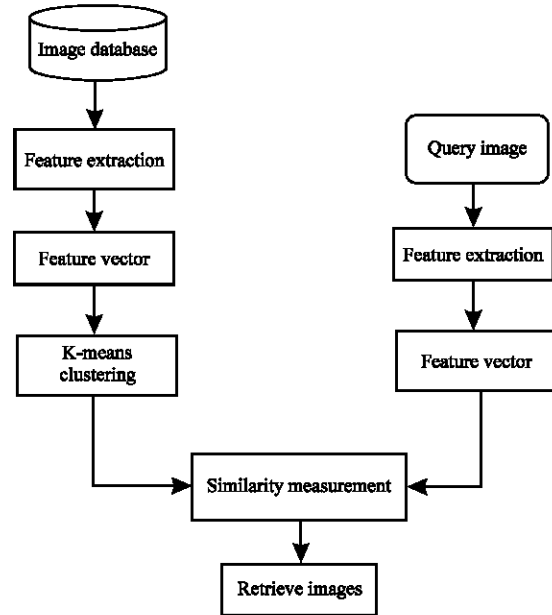 Image database
Feature extraction
Feature vector
K-means
clustering
Query image
Feature extraction
Feature vector
Similarity measurement
Retrieve images